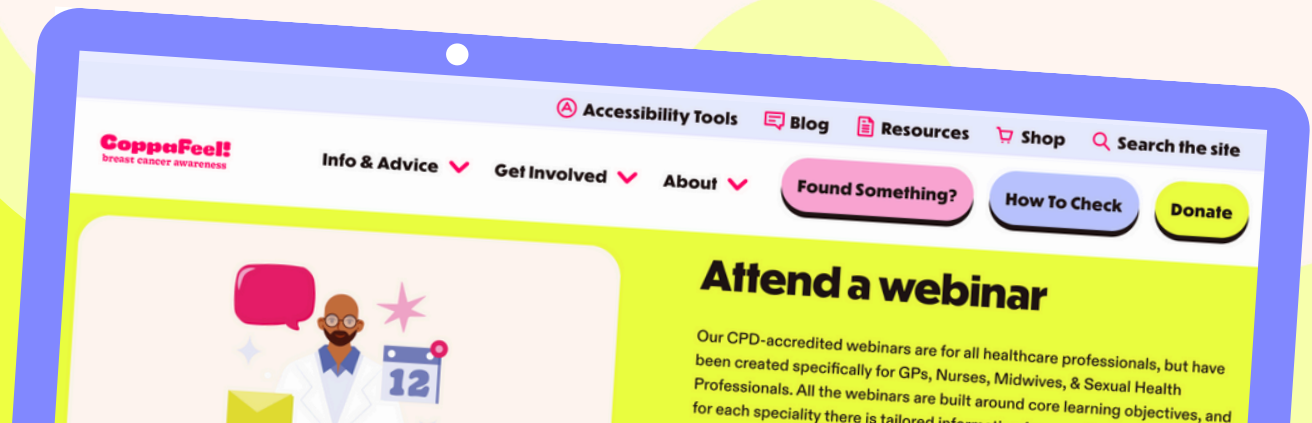 Accessibility Tools Blog Resources Shop Search the site
CoppaFeel!
breast cancer awareness
Info & Advice Get Involved About Found Something? How To Check Donate
Attend a webinar
Our CPD-accredited webinars are for all healthcare professionals, but have
been created specifically for GPs, Nurses, Midwives, & Sexual Health
Professionals. All the webinars are built around core learning objectives, and
for each speciality there is tailored
12